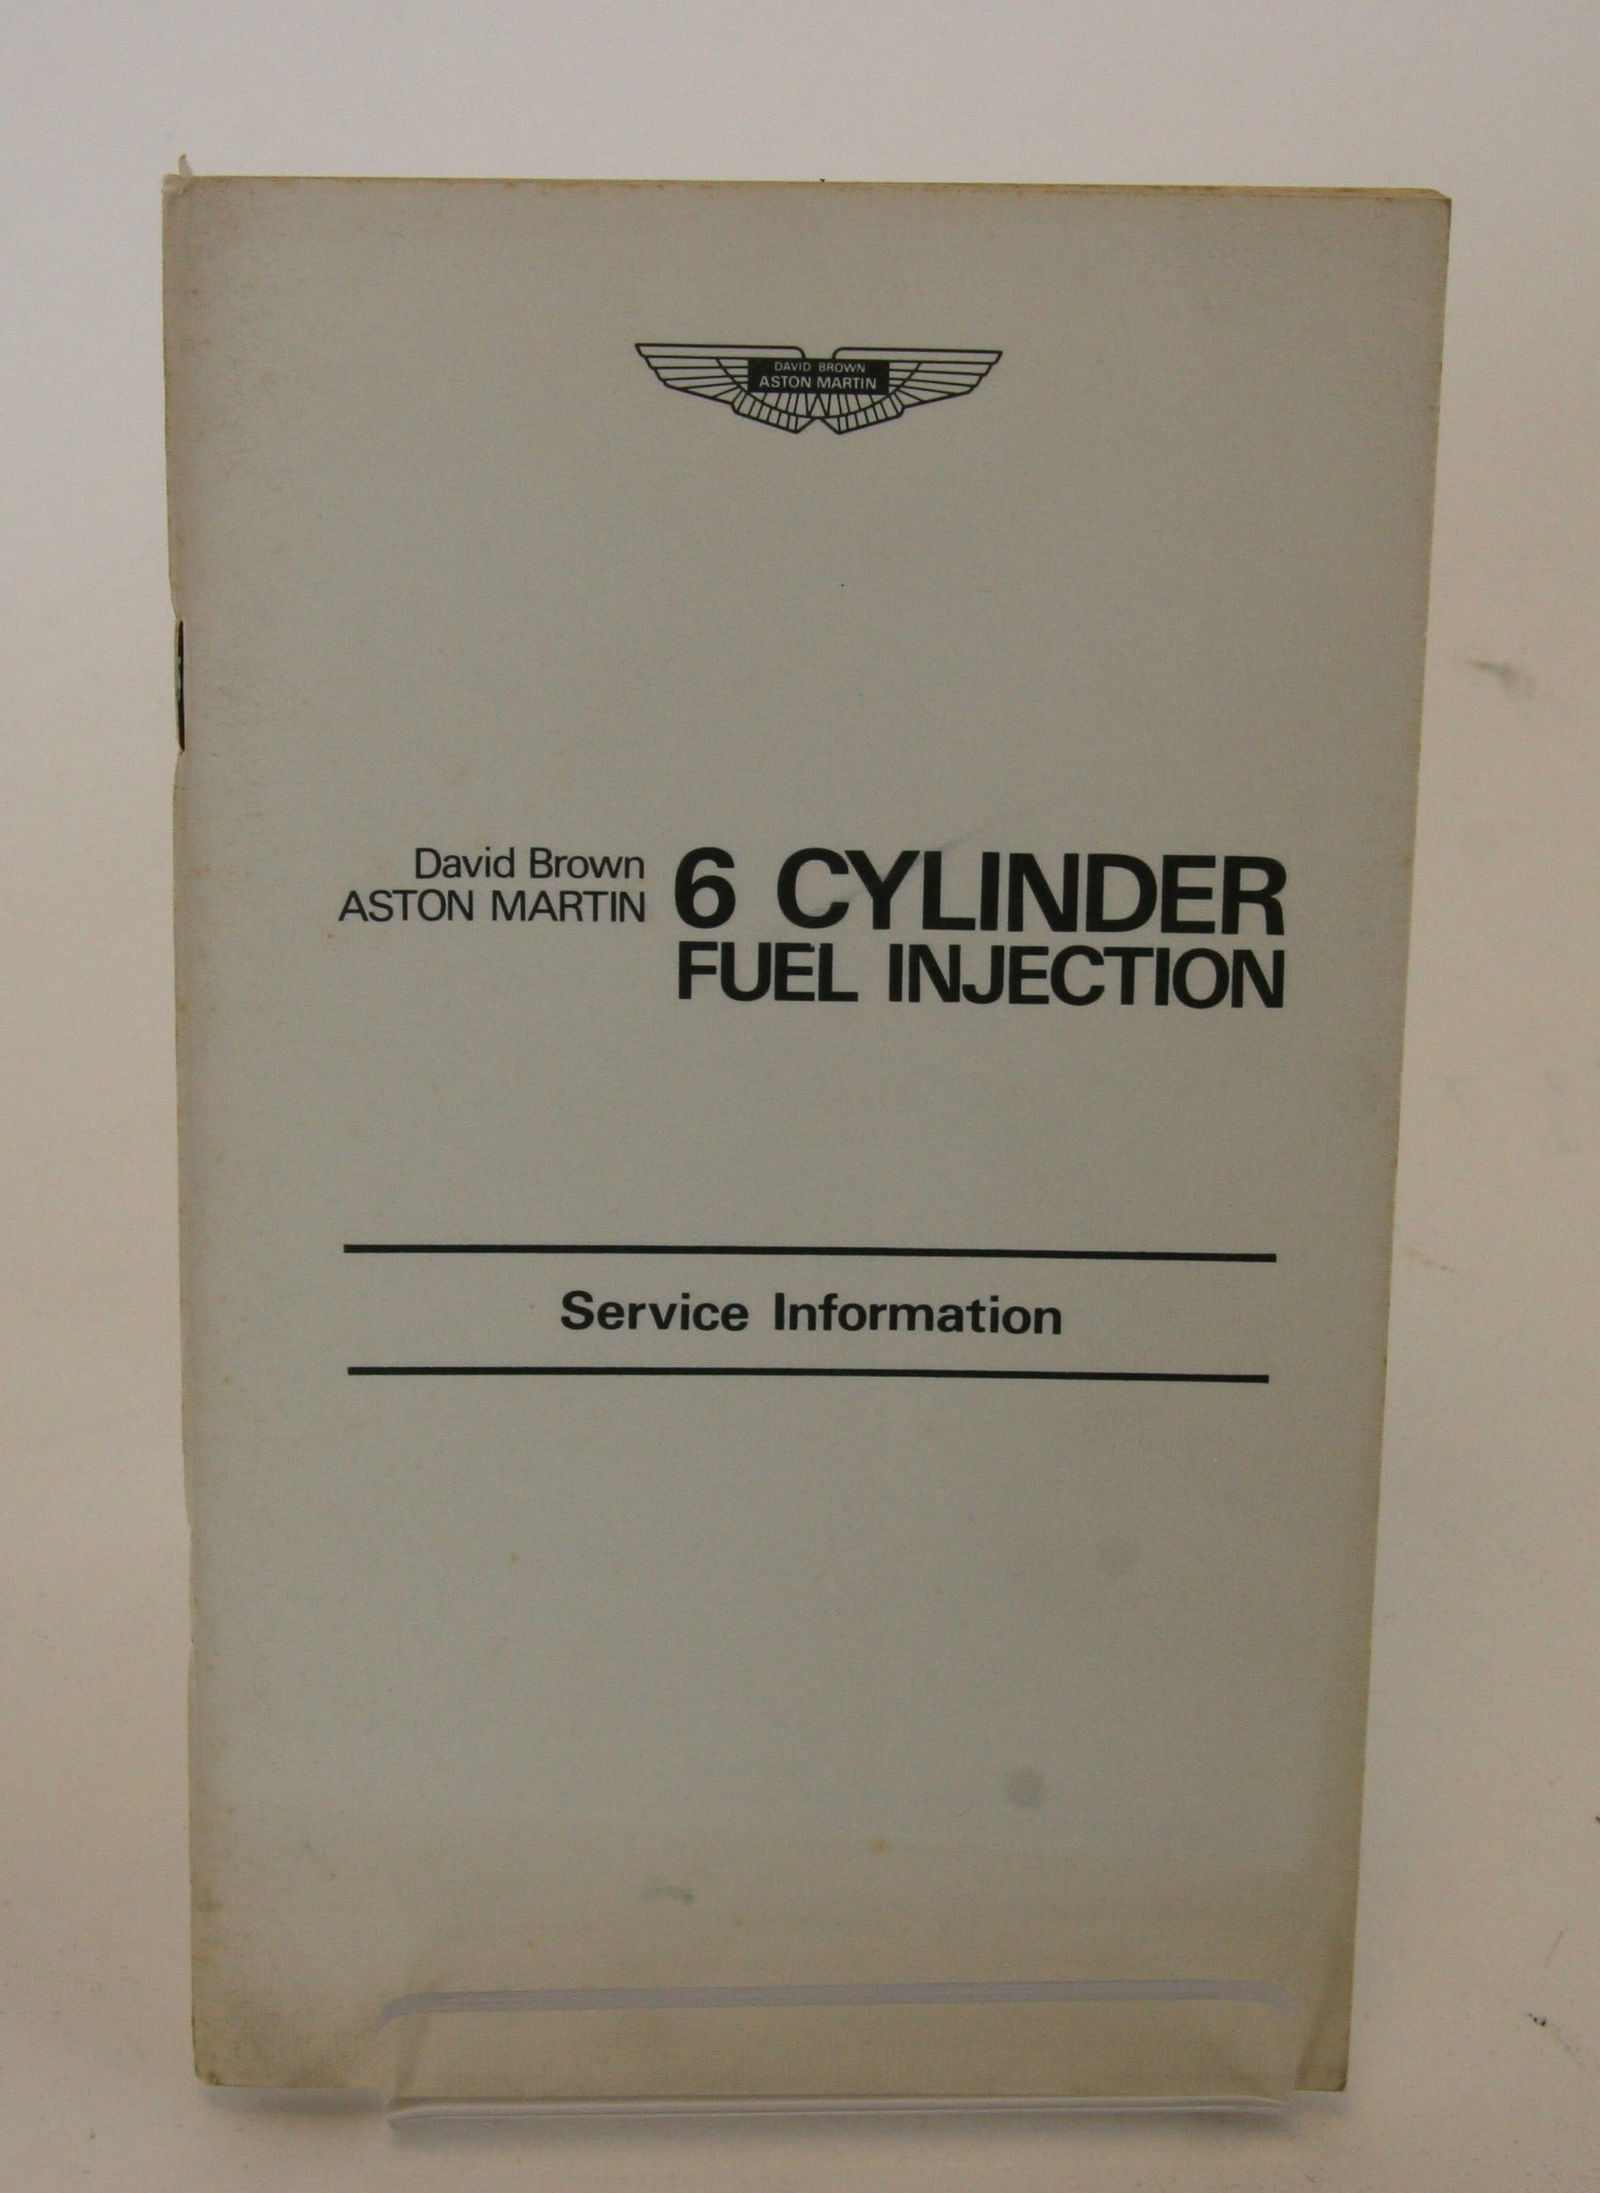 DAVID BROWN
ASTON MARTIN
David Brown
ASTON MARTIN
6 CYLINDER
FUEL INJECTION
Service Information